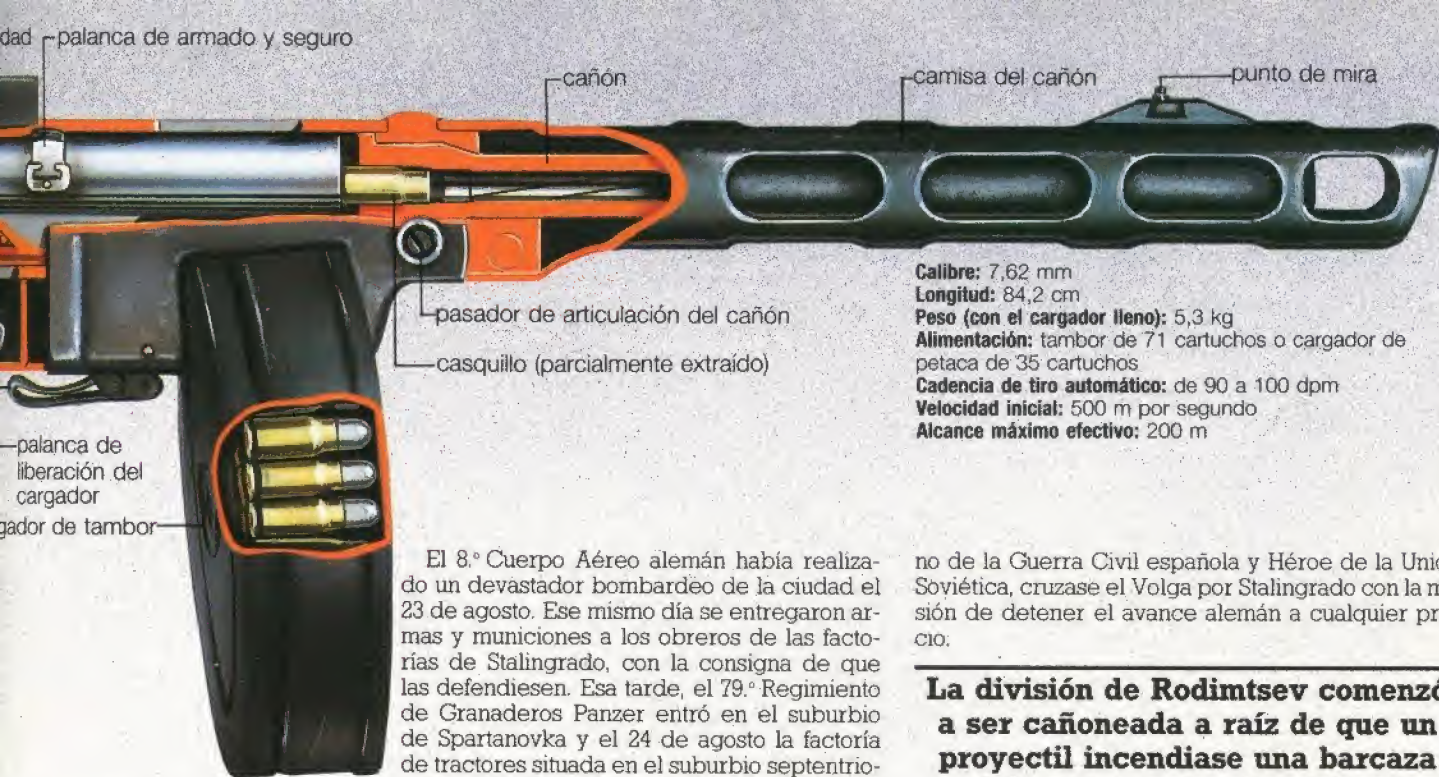 dad
palanca de armado y seguro
cañón
camisa del cañón
punto de mira
pasador de articulación del cañón
casquillo (parcialmente extraído)
palanca de
liberación del
cargador
gador de tambor
Calibre: 7,62 mm
Longitud: 84,2 cm
Peso (con el cargador lleno): 5,3 kg
Alimentación: tambor de 71 cartuchos o cargador de
petaca de 35 cartuchos
Cadencia de tiro automático: de 90 a 100 dpm
Velocidad inicial: 500 m por segundo
Alcance máximo efectivo: 200 m
El 8.º Cuerpo Aéreo alemán había realiza-
do un devastador bombardeo de la ciudad el
23 de agosto. Ese mismo día se entregaron ar-
mas y municiones a los obreros de las facto-
rías de Stalingrado, con la consigna de que
las defendiesen. Esa tarde, el 79.º Regimiento
de Granaderos Panzer entró en el suburbio
de Spartanovka y el 24 de agosto la factoría
de tractores situada en el suburbio septentrio-
no de la Guerra Civil española y Héroe de la Unió
Soviética, cruzase el Volga por Stalingrado con la m
sión de detener el avance alemán a cualquier pr
cio.
La división de Rodimtsev comenzó
a ser cañoneada a raíz de que un
proyectil incendiase una barcaza